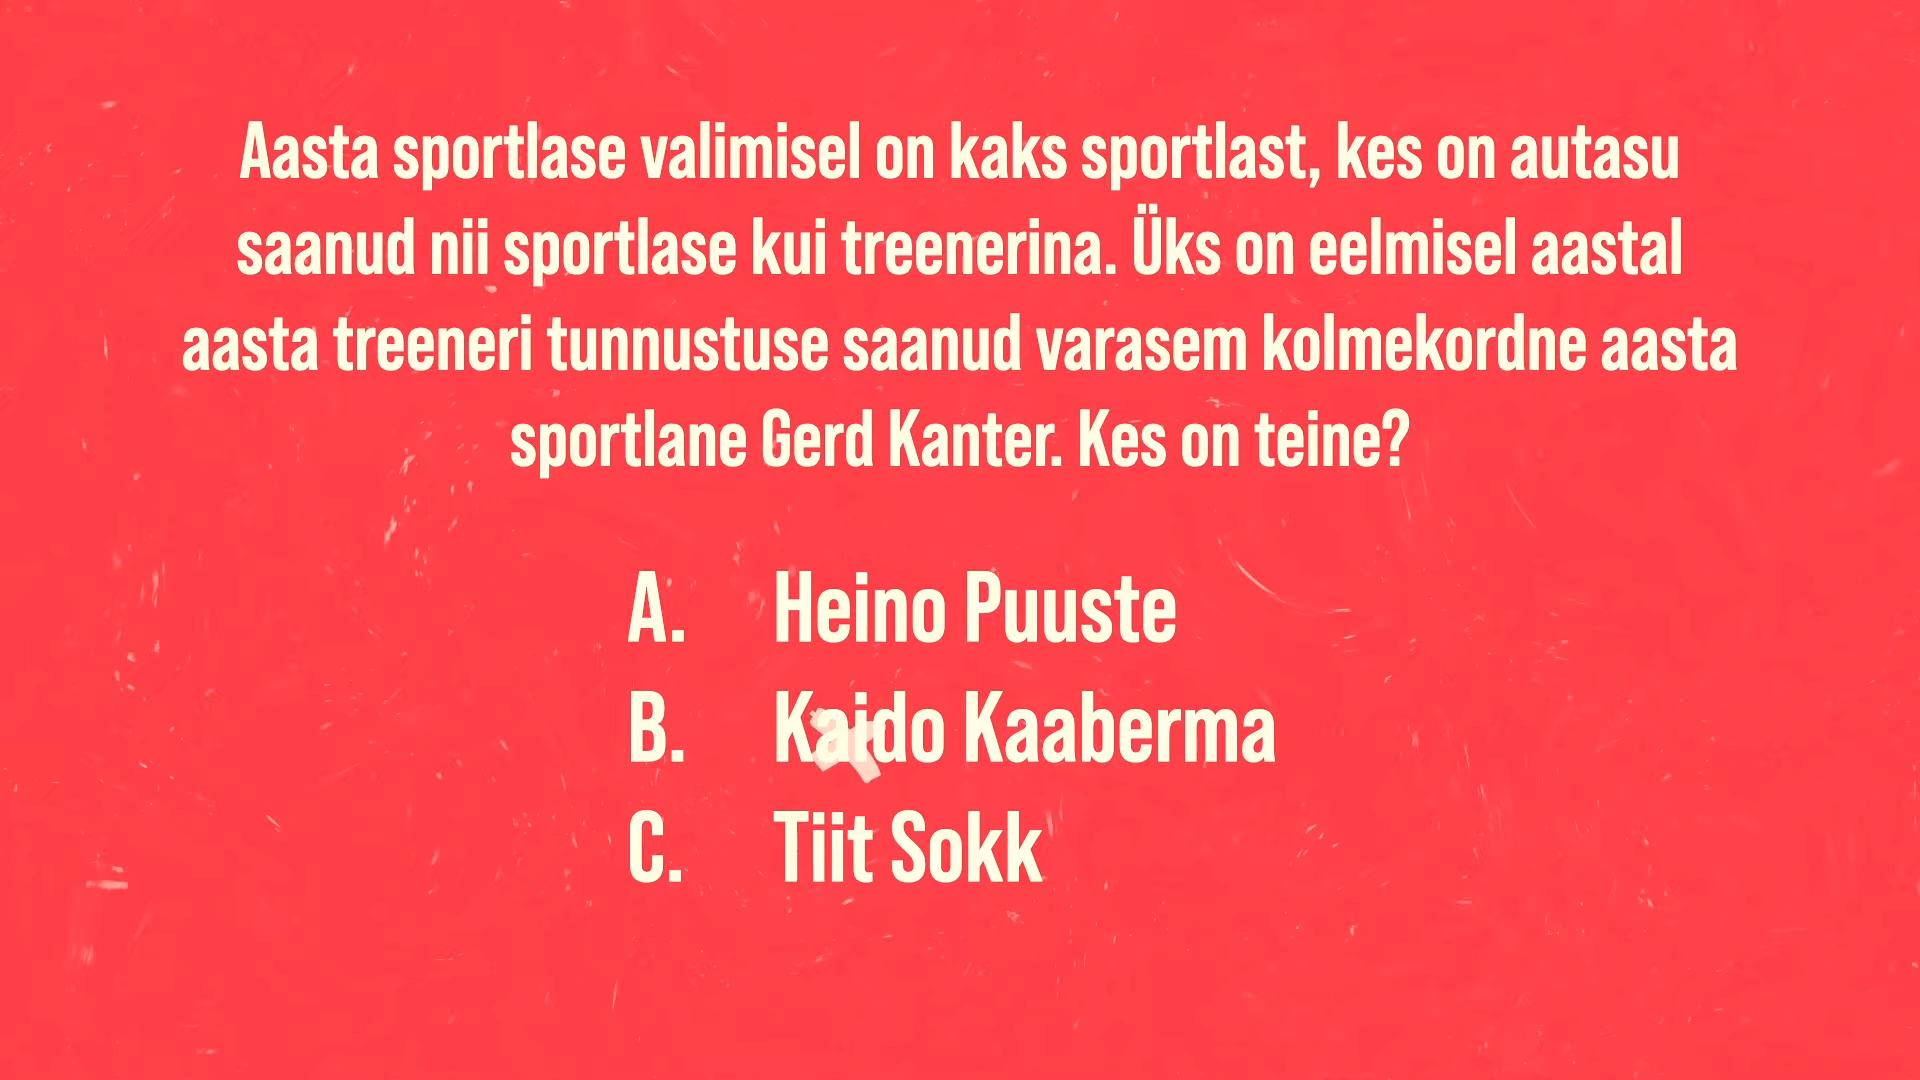 Aasta sportlase valimisel on kaks sportlast, kes on autasu
saanud nii sportlase kui treenerina. Üks on eelmisel aastal
aasta treeneri tunnustuse saanud varasem kolmekordne aasta
sportlane Gerd Kanter. Kes on teine?
A. Heino Puuste
B. Kaido Kaaberma
C. Tiit Sokk